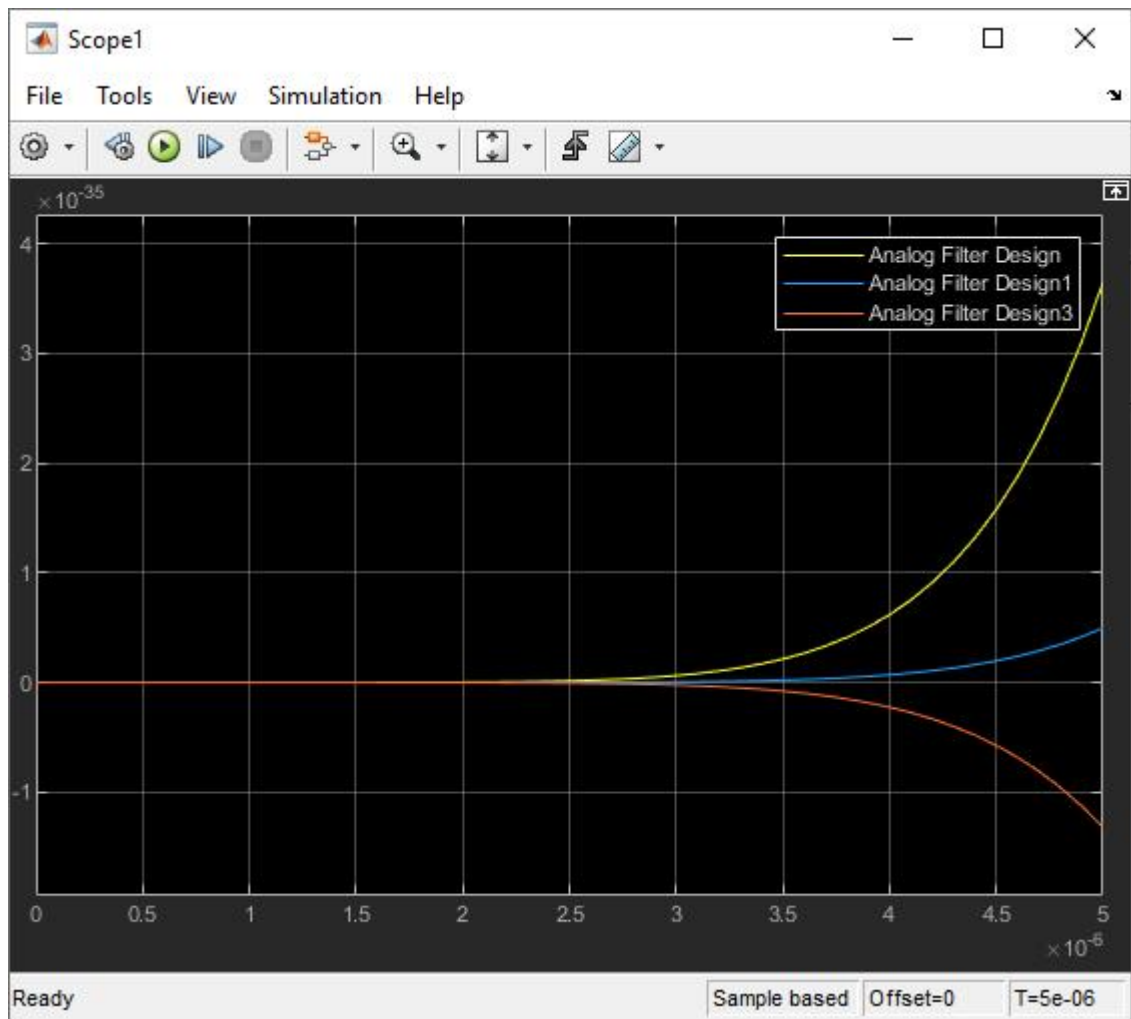 Scope1
File Tools View Simulation Help
×10⁻³⁵
4
3
2
1
0
-1
Analog Filter Design
Analog Filter Design1
Analog Filter Design3
0 0.5 1 1.5 2 2.5 3 3.5 4 4.5 5
×10⁻⁶
Ready Sample based Offset=0 T=5e-06